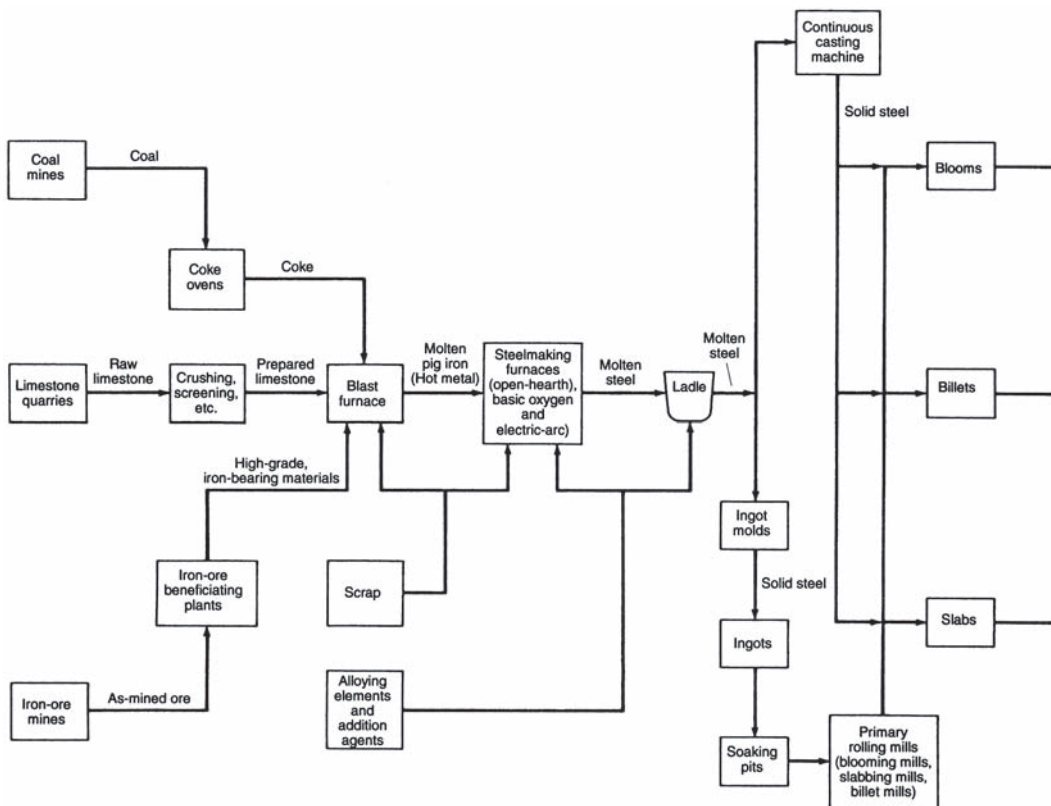 Continuous
casting
machine
Solid steel
Coal
mines
Coal
Blooms
Coke
ovens
Coke
Limestone
quarries
Raw
limestone
Crushing,
screening,
etc.
Prepared
limestone
Blast
furnace
Molten
pig iron
(Hot metal)
Steelmaking
furnaces
(open-hearth),
basic oxygen
and
electric-arc)
Molten
steel
Ladle
Molten
steel
Billets
High-grade,
iron-bearing materials
Ingot
molds
Iron-ore
beneficiating
plants
Scrap
Solid steel
Ingots
Slabs
Iron-ore
mines
As-mined ore
Alloying
elements
and
addition
agents
Soaking
pits
Primary
rolling mills
(blooming mills,
slabbing mills,
billet mills)